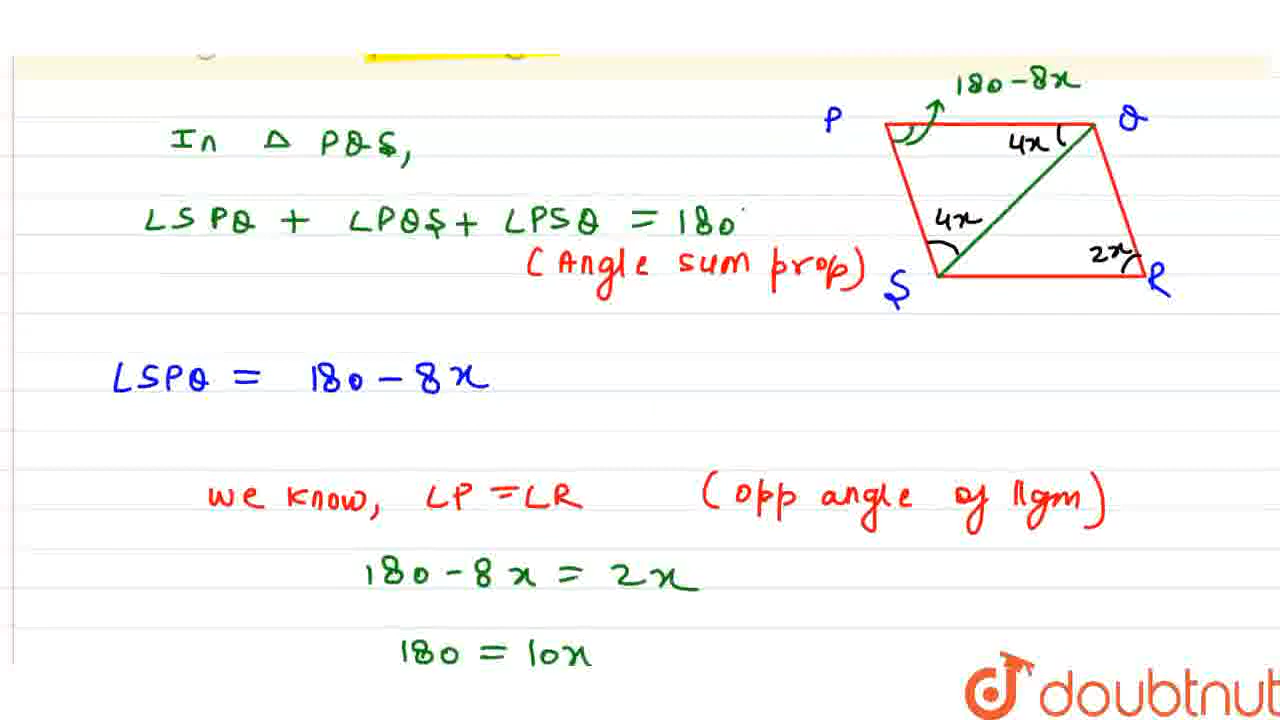 180-8x
P
Q
4x
In Δ PQS,
4x
∠SPQ + ∠PQS + ∠PSQ = 180
2x
(Angle sum prop)
S
R
∠SPQ = 180-8x
we know, ∠P = ∠R (opp angle of llgm)
180-8x = 2x
180 = 10x
doubtnut